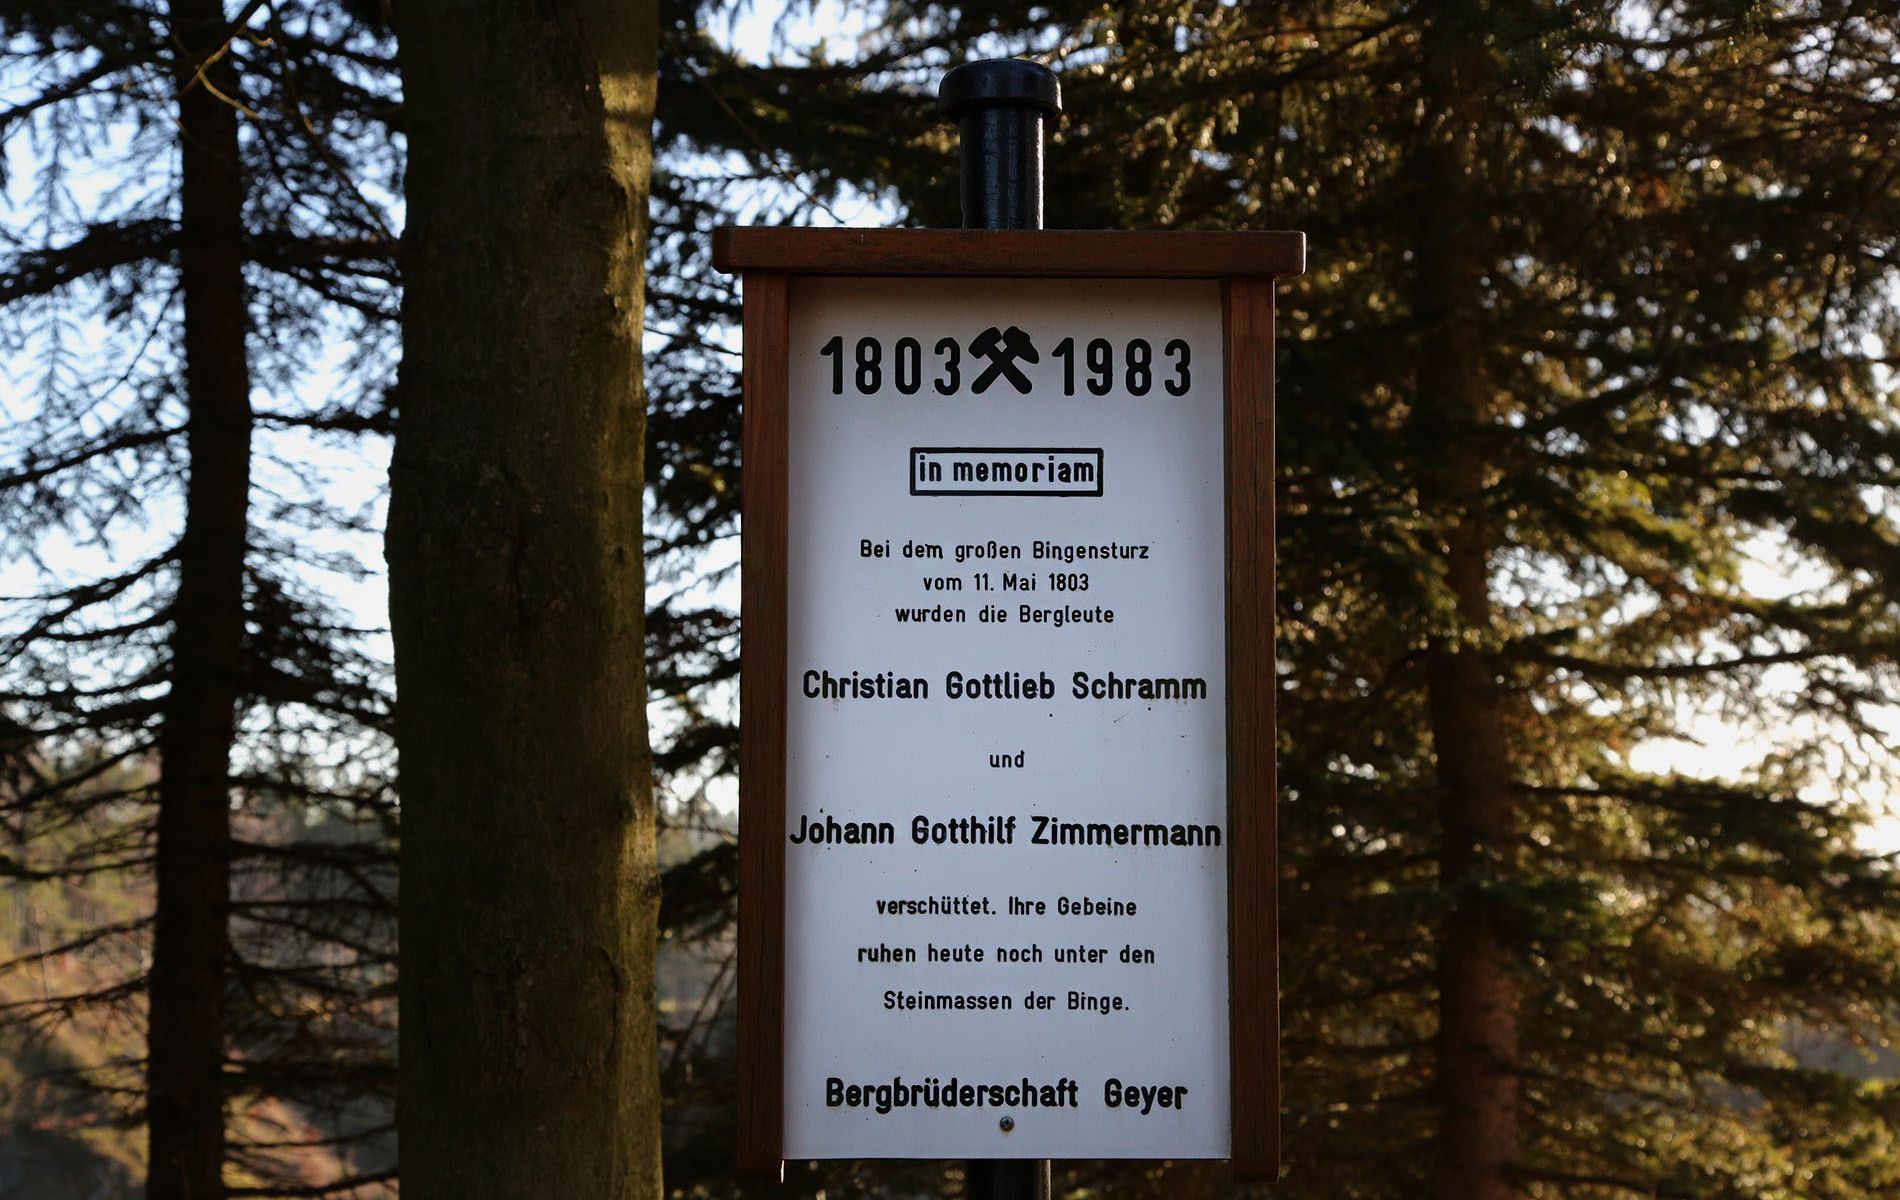 1803 ⚒ 1983
in memoriam
Bei dem großen Bingensturz
vom 11. Mai 1803
wurden die Bergleute
Christian Gottlieb Schramm
und
Johann Gotthilf Zimmermann
verschüttet. Ihre Gebeine
ruhen heute noch unter den
Steinmassen der Binge.
Bergbrüderschaft Geyer